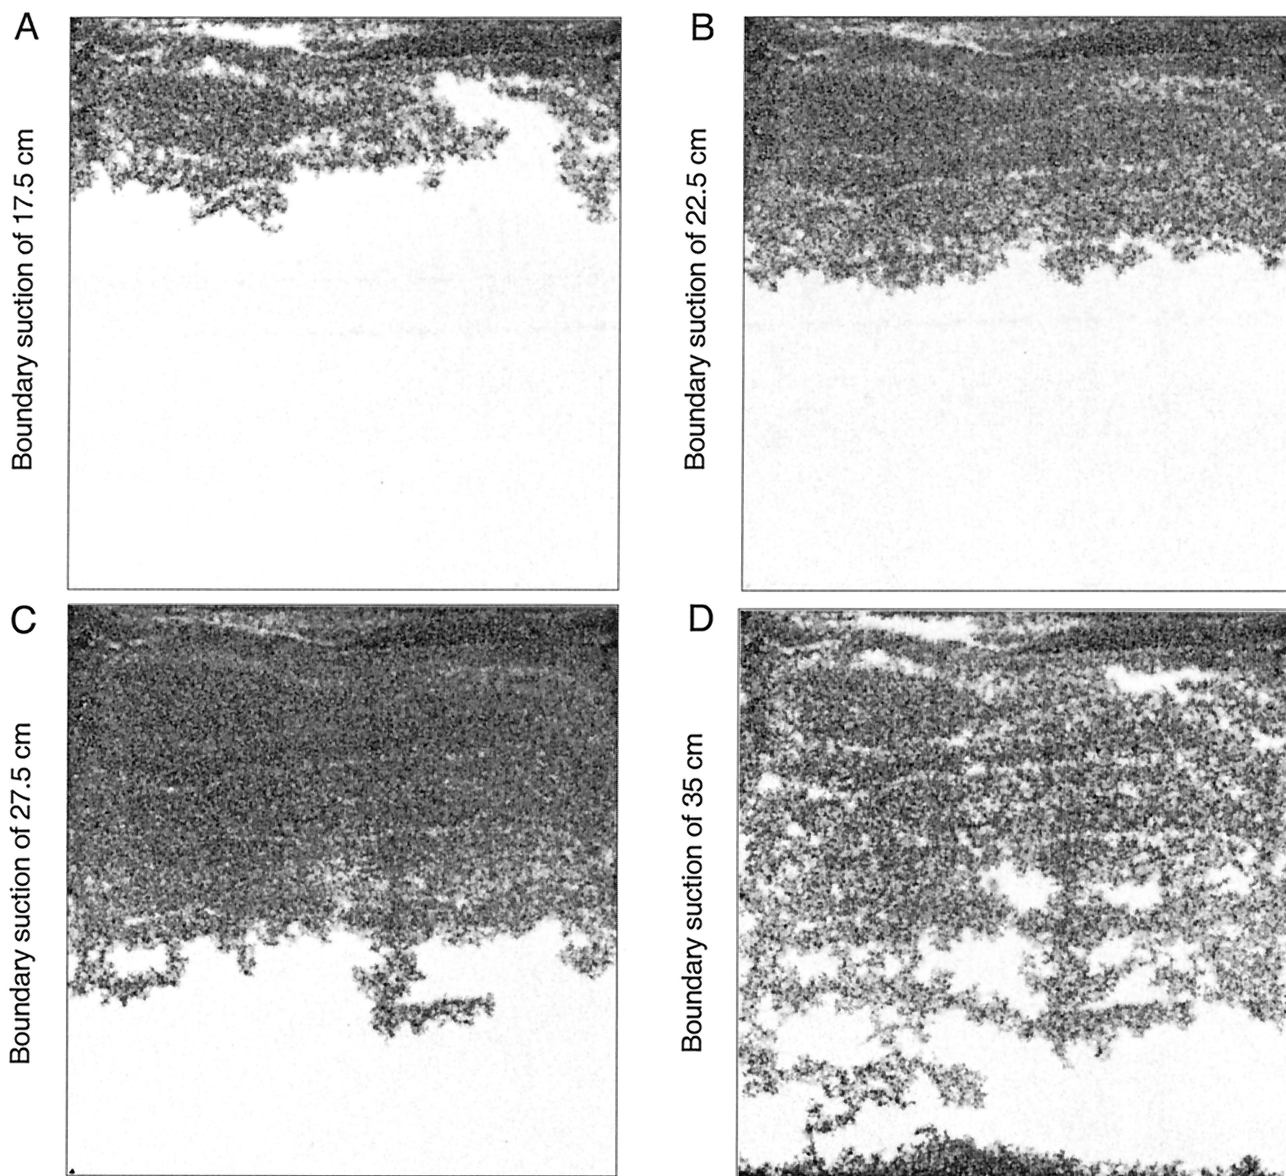 A
Boundary suction of 17.5 cm
B
Boundary suction of 22.5 cm
C
Boundary suction of 27.5 cm
D
Boundary suction of 35 cm